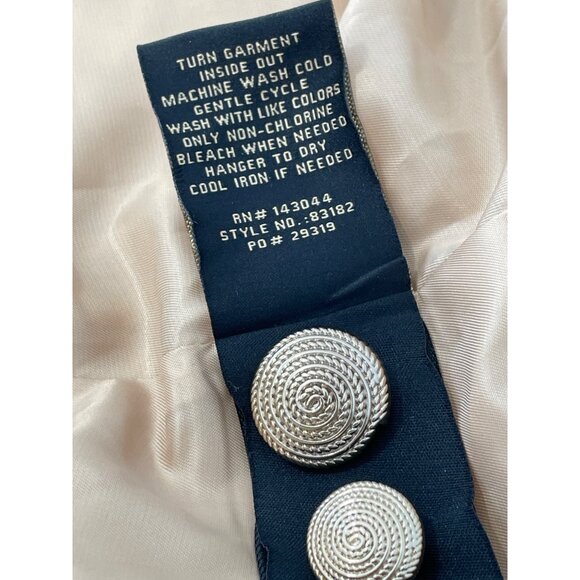 TURN GARMENT
INSIDE OUT
MACHINE WASH COLD
GENTLE CYCLE
WASH WITH LIKE COLORS
ONLY NON-CHLORINE
BLEACH WHEN NEEDED
HANGER TO DRY
COOL IRON IF NEEDED
RN# 143044
STYLE NO.:83182
PO# 29319